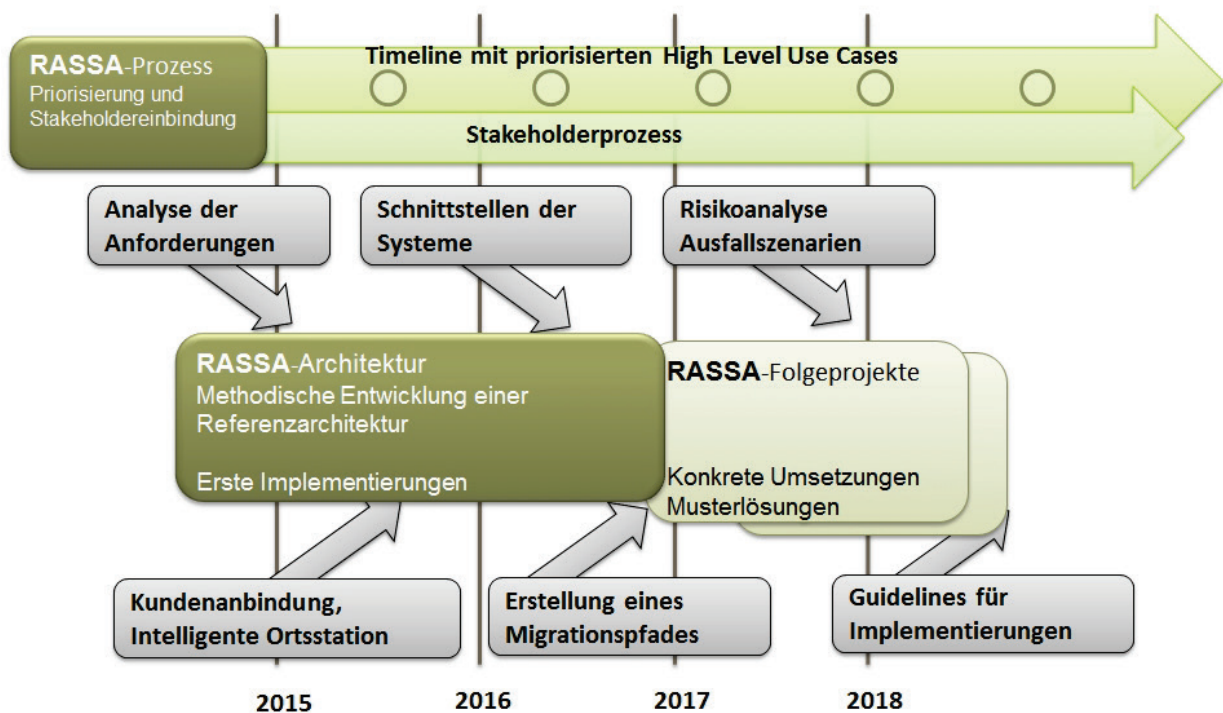 RASSA-Prozess
Priorisierung und
Stakeholdereinbindung
Timeline mit priorisierten High Level Use Cases
Stakeholderprozess
Analyse der
Anforderungen
Schnittstellen der
Systeme
Risikoanalyse
Ausfallszenarien
RASSA-Architektur
Methodische Entwicklung einer
Referenzarchitektur
Erste Implementierungen
RASSA-Folgeprojekte
Konkrete Umsetzungen
Musterlösungen
Kundenanbindung,
Intelligente Ortsstation
Erstellung eines
Migrationspfades
Guidelines für
Implementierungen
2015
2016
2017
2018